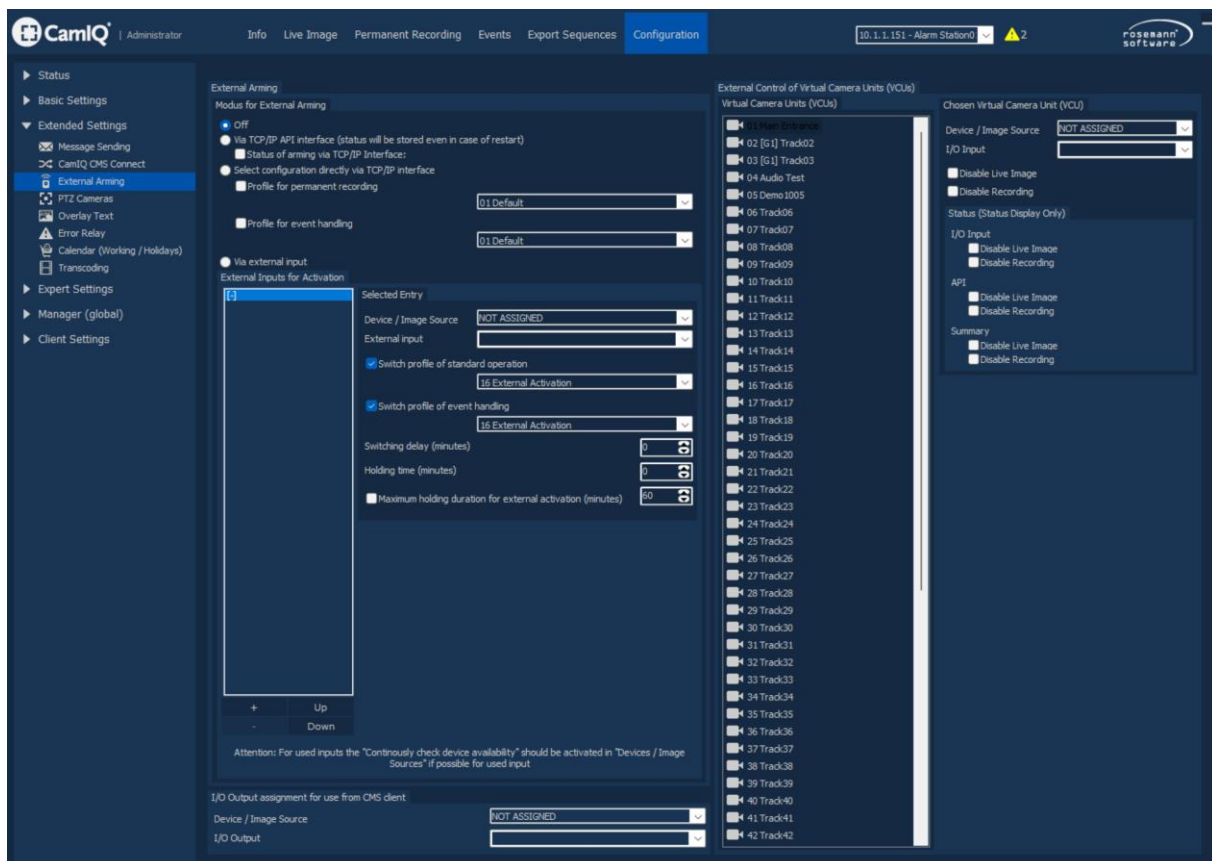 CamIQ | Administrator
Info Live Image Permanent Recording Events Export Sequences Configuration
10.1.1.151 - Alarm Station0
2
rosemann
software
Status
Basic Settings
Extended Settings
Message Sending
CamIQ CMS Connect
External Arming
PTZ Cameras
Overlay Text
Error Relay
Calendar (Working / Holidays)
Transcoding
Expert Settings
Manager (global)
Client Settings
External Arming
Modus for External Arming
Off
Via TCP/IP API interface (status will be stored even in case of restart)
Status of arming via TCP/IP Interface:
Select configuration directly via TCP/IP interface
Profile for permanent recording
01 Default
Profile for event handling
01 Default
Via external input
External Inputs for Activation
[-]
Selected Entry
Device / Image Source NOT ASSIGNED
External input
Switch profile of standard operation
16 External Activation
Switch profile of event handling
16 External Activation
Switching delay (minutes) 0
Holding time (minutes) 0
Maximum holding duration for external activation (minutes) 60
+ Up
- Down
Attention: For used inputs the "Continously check device availability" should be activated in "Devices / Image
Sources" if possible for used input
I/O Output assignment for use from CMS client
Device / Image Source NOT ASSIGNED
I/O Output
External Control of Virtual Camera Units (VCUs)
Virtual Camera Units (VCUs)
01 Main Entrance
02 [G1] Track02
03 [G1] Track03
04 Audio Test
05 Demo1005
06 Track06
07 Track07
08 Track08
09 Track09
10 Track10
11 Track11
12 Track12
13 Track13
14 Track14
15 Track15
16 Track16
17 Track17
18 Track18
19 Track19
20 Track20
21 Track21
22 Track22
23 Track23
24 Track24
25 Track25
26 Track26
27 Track27
28 Track28
29 Track29
30 Track30
31 Track31
32 Track32
33 Track33
34 Track34
35 Track35
36 Track36
37 Track37
38 Track38
39 Track39
40 Track40
41 Track41
42 Track42
Chosen Virtual Camera Unit (VCU)
Device / Image Source NOT ASSIGNED
I/O Input
Disable Live Image
Disable Recording
Status (Status Display Only)
I/O Input
Disable Live Image
Disable Recording
API
Disable Live Image
Disable Recording
Summary
Disable Live Image
Disable Recording